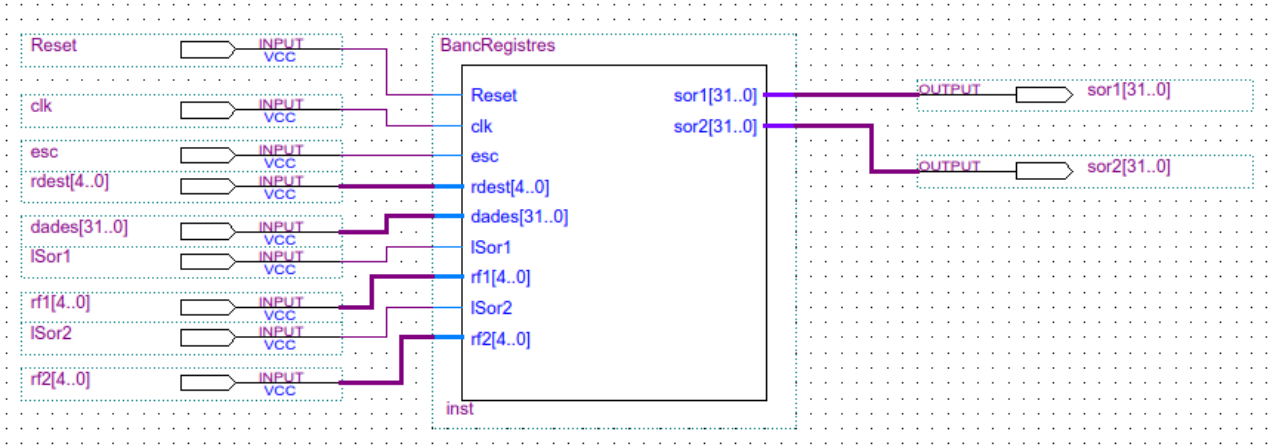 Reset INPUT VCC
clk INPUT VCC
esc INPUT VCC
rdest[4..0] INPUT VCC
dades[31..0] INPUT VCC
lSor1 INPUT VCC
rf1[4..0] INPUT VCC
lSor2 INPUT VCC
rf2[4..0] INPUT VCC
BancRegistres
Reset sor1[31..0]
clk sor2[31..0]
esc
rdest[4..0]
dades[31..0]
lSor1
rf1[4..0]
lSor2
rf2[4..0]
inst
OUTPUT sor1[31..0]
OUTPUT sor2[31..0]